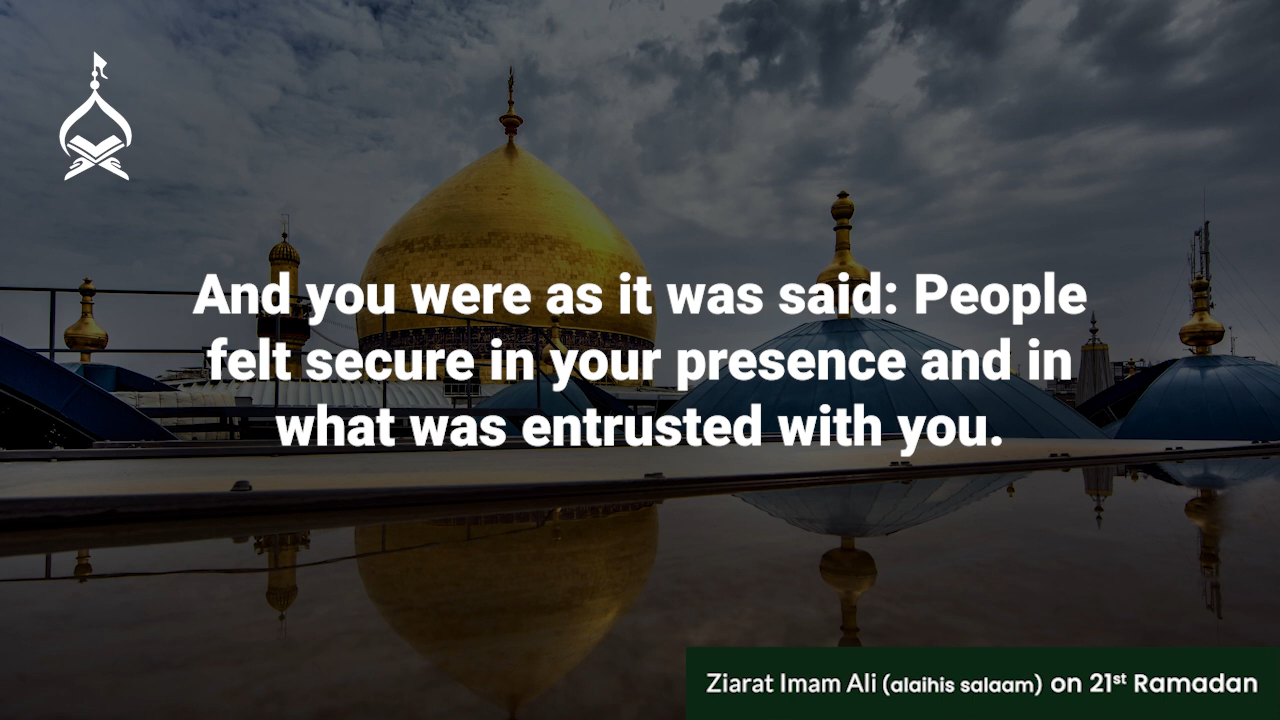 And you were as it was said: People
felt secure in your presence and in
what was entrusted with you.
Ziarat Imam Ali (alaihis salaam) on 21st Ramadan